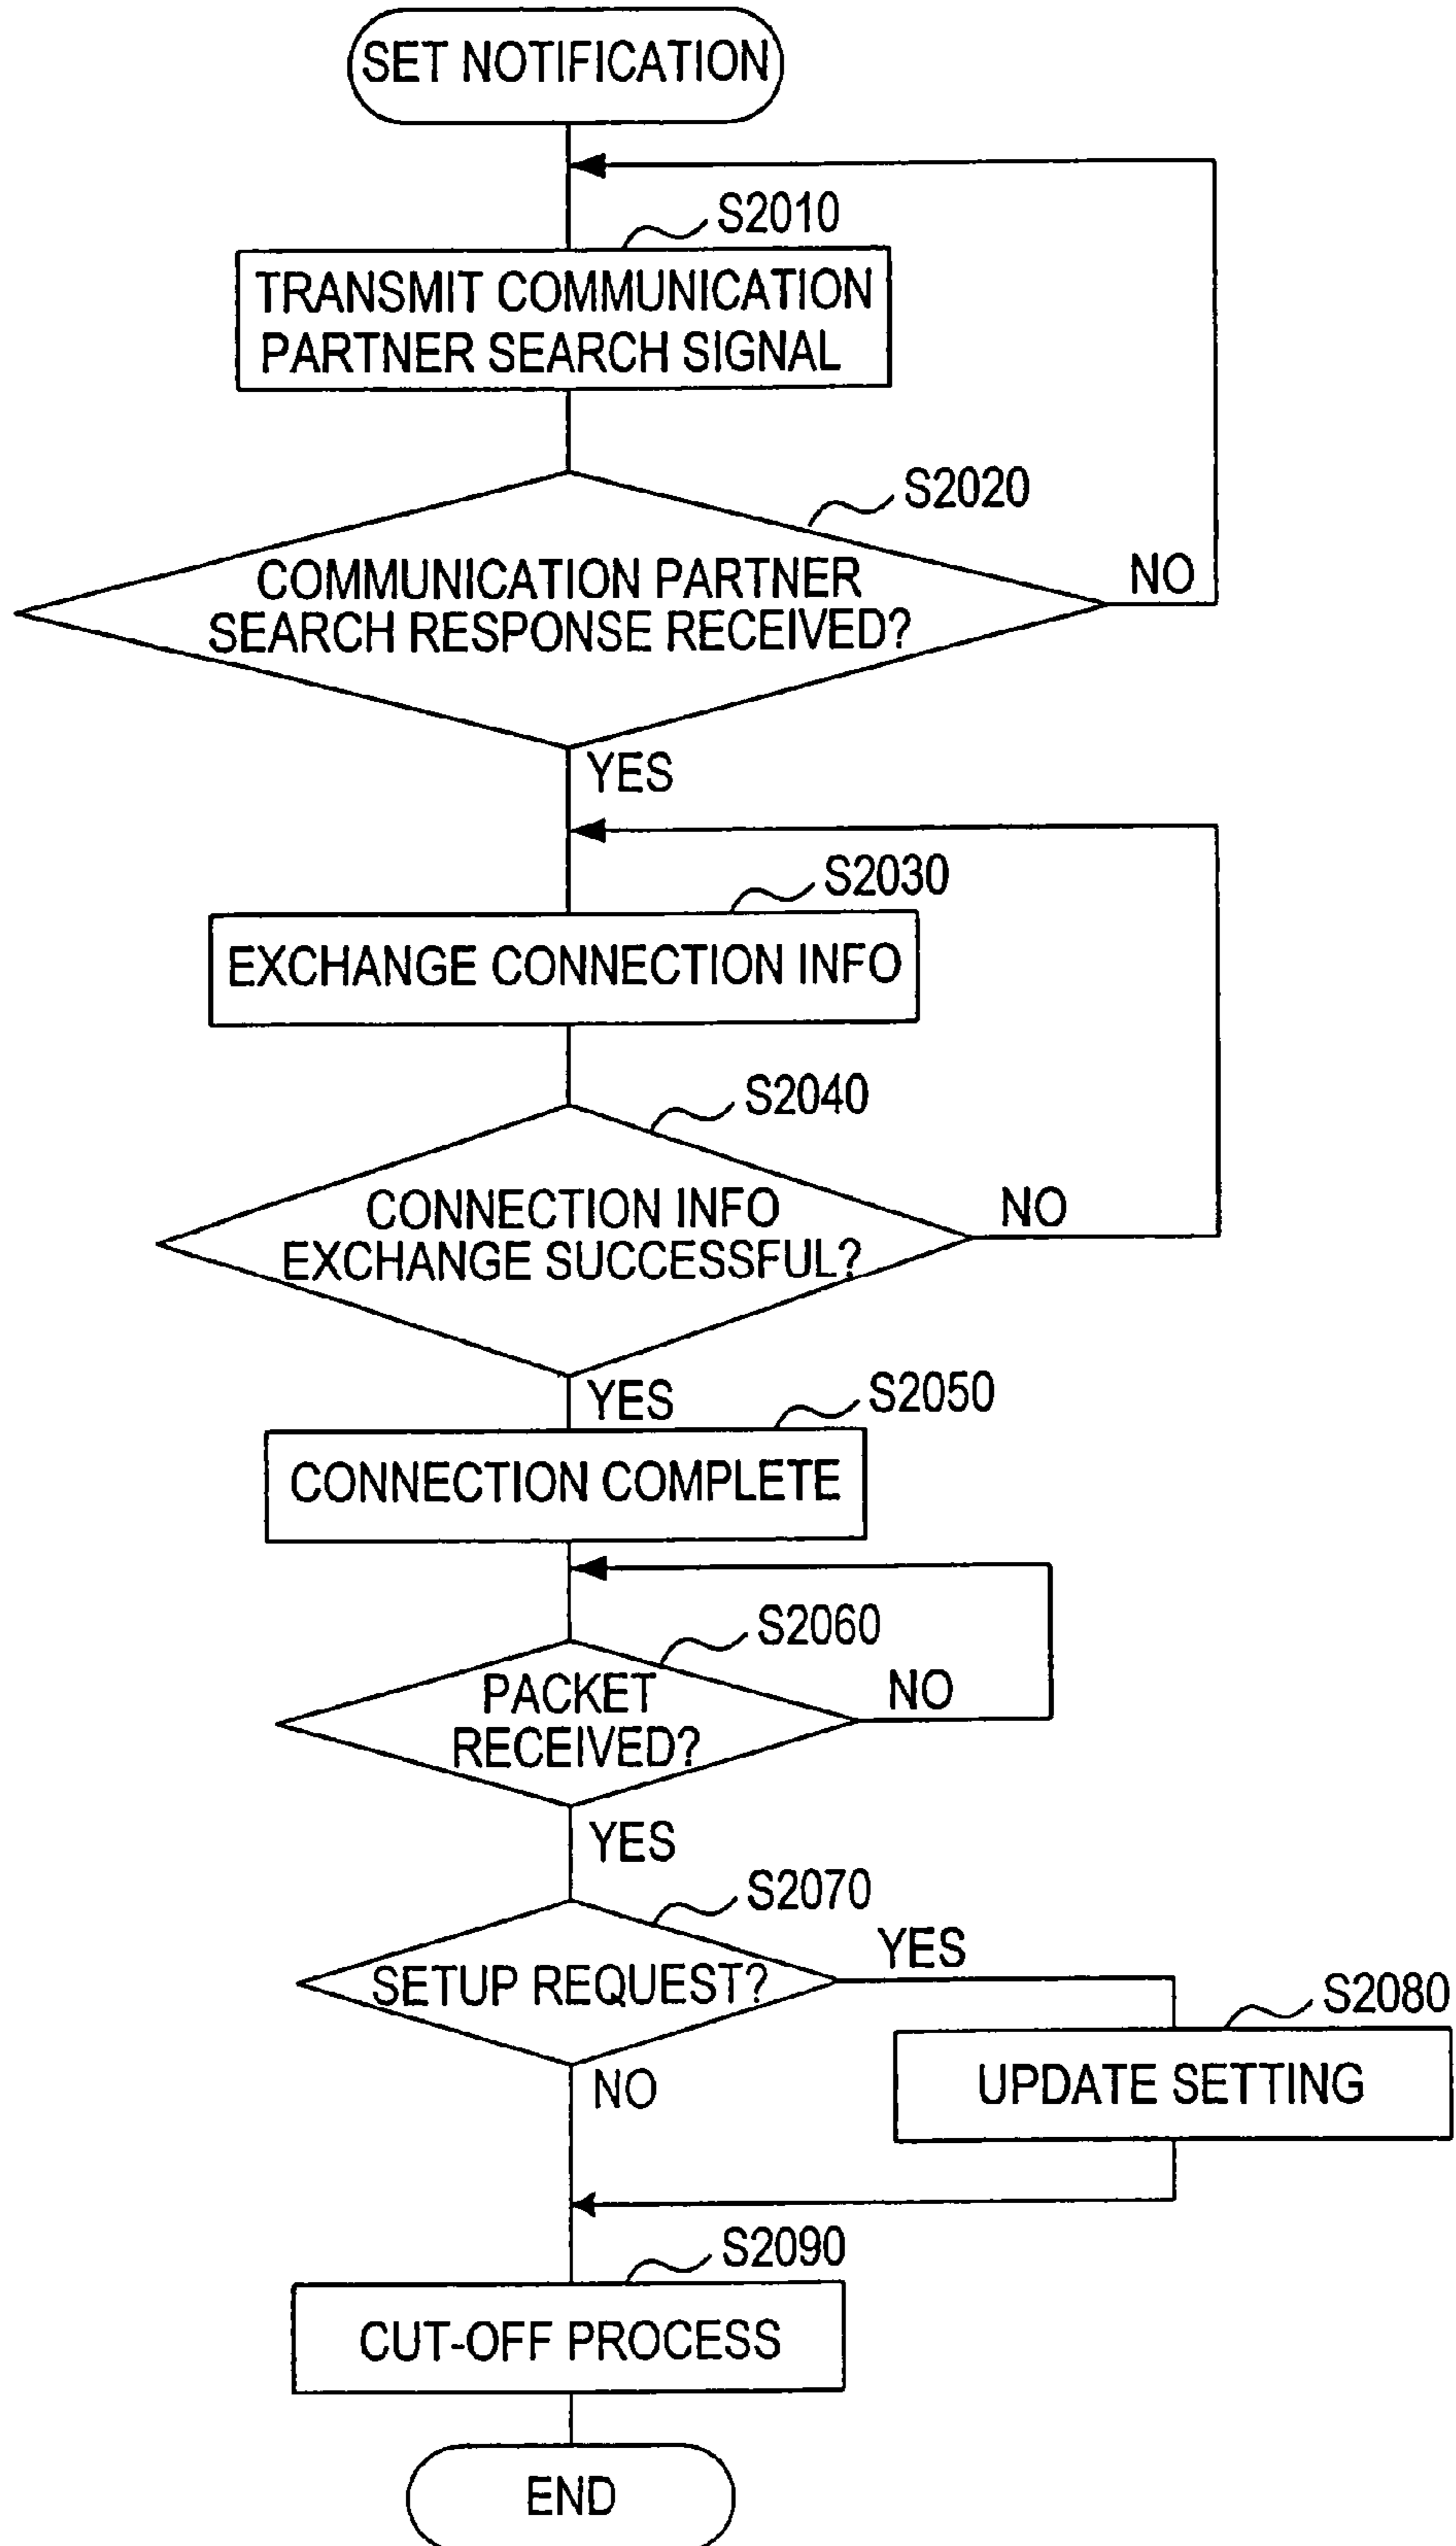 SET NOTIFICATION
S2010
TRANSMIT COMMUNICATION
PARTNER SEARCH SIGNAL
S2020
COMMUNICATION PARTNER
SEARCH RESPONSE RECEIVED?
NO
YES
S2030
EXCHANGE CONNECTION INFO
S2040
CONNECTION INFO
EXCHANGE SUCCESSFUL?
NO
YES
S2050
CONNECTION COMPLETE
S2060
PACKET
RECEIVED?
NO
YES
S2070
SETUP REQUEST?
YES
S2080
UPDATE SETTING
NO
S2090
CUT-OFF PROCESS
END